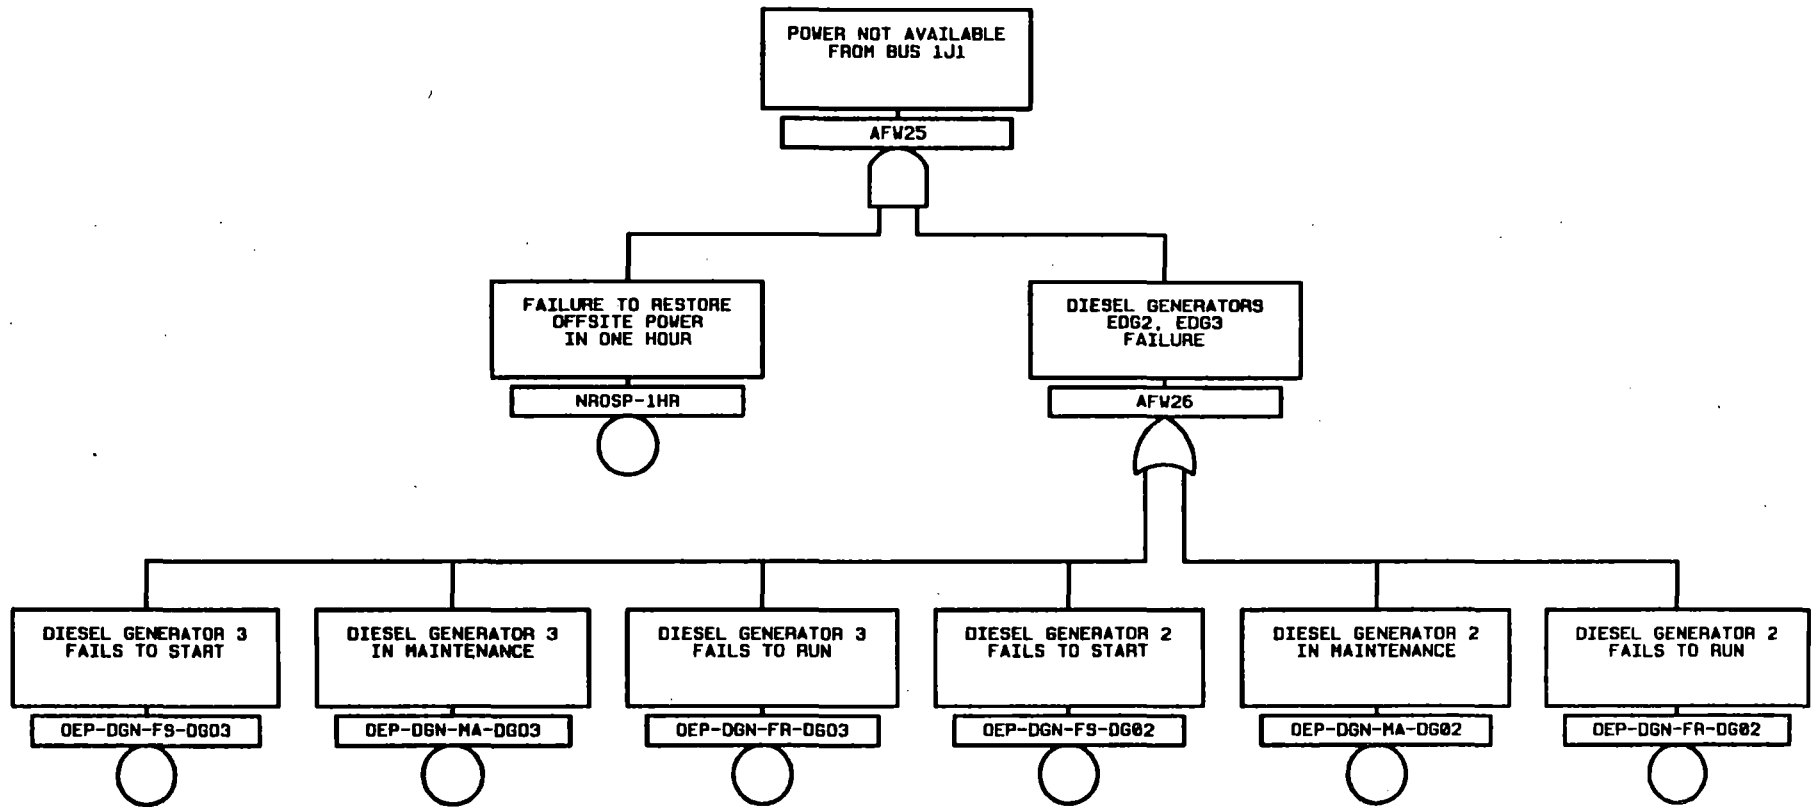 POWER NOT AVAILABLE
FROM BUS 1J1
AFW25
FAILURE TO RESTORE
OFFSITE POWER
IN ONE HOUR
NROSP-1HR
DIESEL GENERATORS
EDG2, EDG3
FAILURE
AFW26
DIESEL GENERATOR 3
FAILS TO START
OEP-DGN-FS-DG03
DIESEL GENERATOR 3
IN MAINTENANCE
OEP-DGN-MA-DG03
DIESEL GENERATOR 3
FAILS TO RUN
OEP-DGN-FR-DG03
DIESEL GENERATOR 2
FAILS TO START
OEP-DGN-FS-DG02
DIESEL GENERATOR 2
IN MAINTENANCE
OEP-DGN-MA-DG02
DIESEL GENERATOR 2
FAILS TO RUN
OEP-DGN-FR-DG02